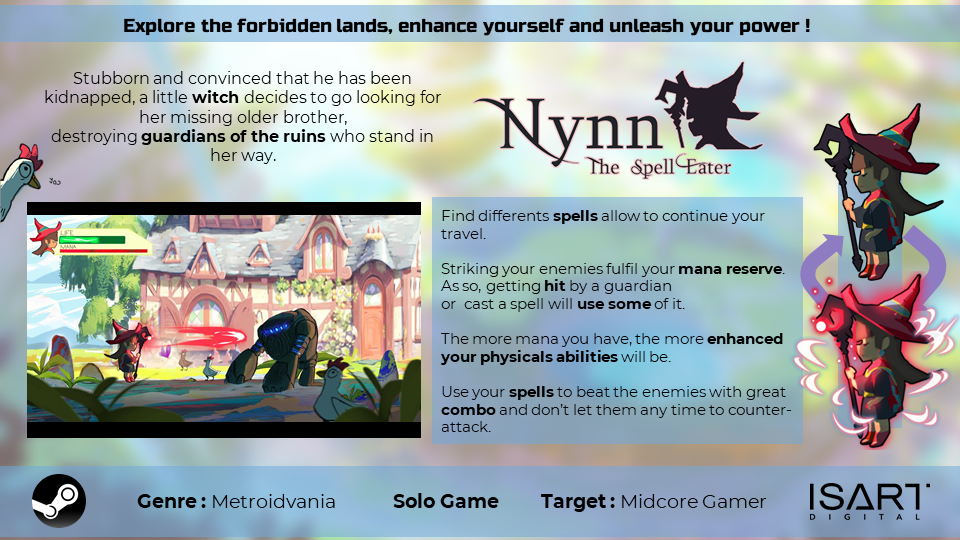 Explore the forbidden lands, enhance yourself and unleash your power !
Stubborn and convinced that he has been
kidnapped, a little witch decides to go looking for
her missing older brother,
destroying guardians of the ruins who stand in
her way.
Nynn
The Spell Eater
LIFE
MANA
Find differents spells allow to continue your
travel.
Striking your enemies fulfil your mana reserve.
As so, getting hit by a guardian
or cast a spell will use some of it.
The more mana you have, the more enhanced
your physicals abilities will be.
Use your spells to beat the enemies with great
combo and don't let them any time to counter-
attack.
Genre : Metroidvania
Solo Game
Target : Midcore Gamer
ISART
DIGITAL